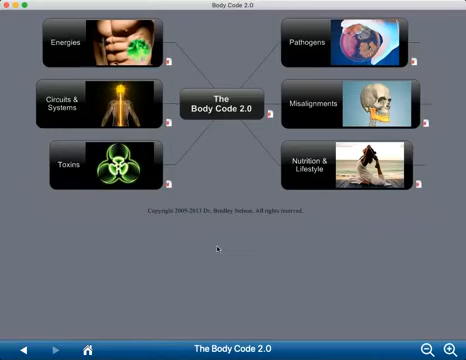 Body Code 2.0
Energies
Pathogens
Circuits &
Systems
The
Body Code 2.0
Misalignments
Toxins
Nutrition &
Lifestyle
Copyright 2009-2013 Dr. Bradley Nelson. All rights reserved.
The Body Code 2.0